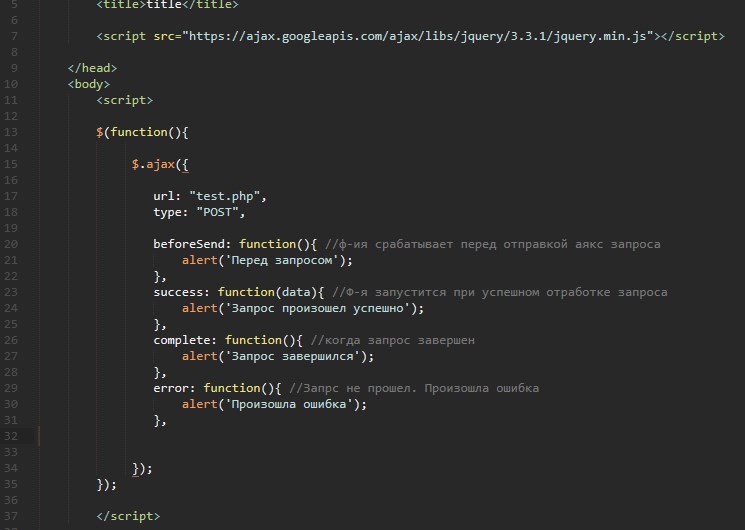 5 <title>title</title>
6
7 <script src="https://ajax.googleapis.com/ajax/libs/jquery/3.3.1/jquery.min.js"></script>
8
9 </head>
10 <body>
11 <script>
12
13 $(function(){
14
15 $.ajax({
16
17 url: "test.php",
18 type: "POST",
19
20 beforeSend: function(){ //ф-ия срабатывает перед отправкой аякс запроса
21 alert('Перед запросом');
22 },
23 success: function(data){ //Ф-я запустится при успешном отработке запроса
24 alert('Запрос произошел успешно');
25 },
26 complete: function(){ //когда запрос завершен
27 alert('Запрос завершился');
28 },
29 error: function(){ //Запрс не прошел. Произошла ошибка
30 alert('Произошла ошибка');
31 },
32
33
34 });
35 });
36
37 </script>